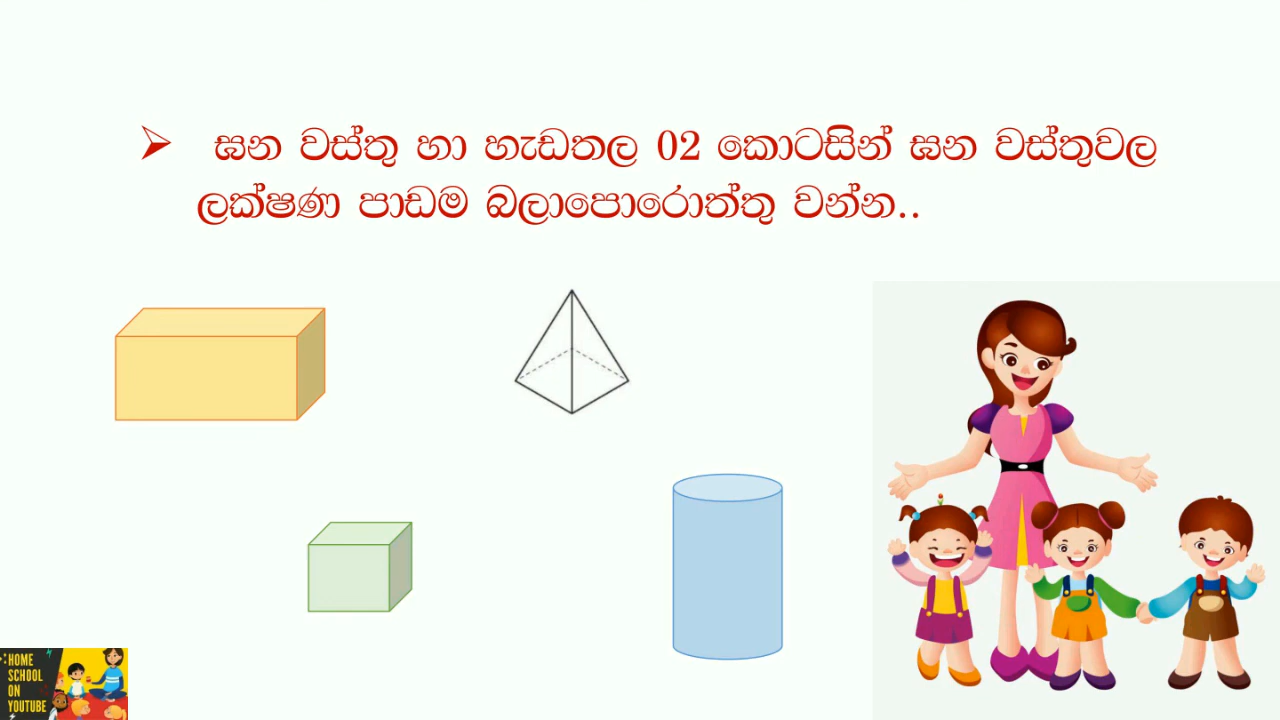 ➢ ඝන වස්තු හා හැඩතල 02 කොටසින් ඝන වස්තුවල
ලක්ෂණ පාඩම බලාපොරොත්තු වන්න..
HOME
SCHOOL
ON
YOUTUBE